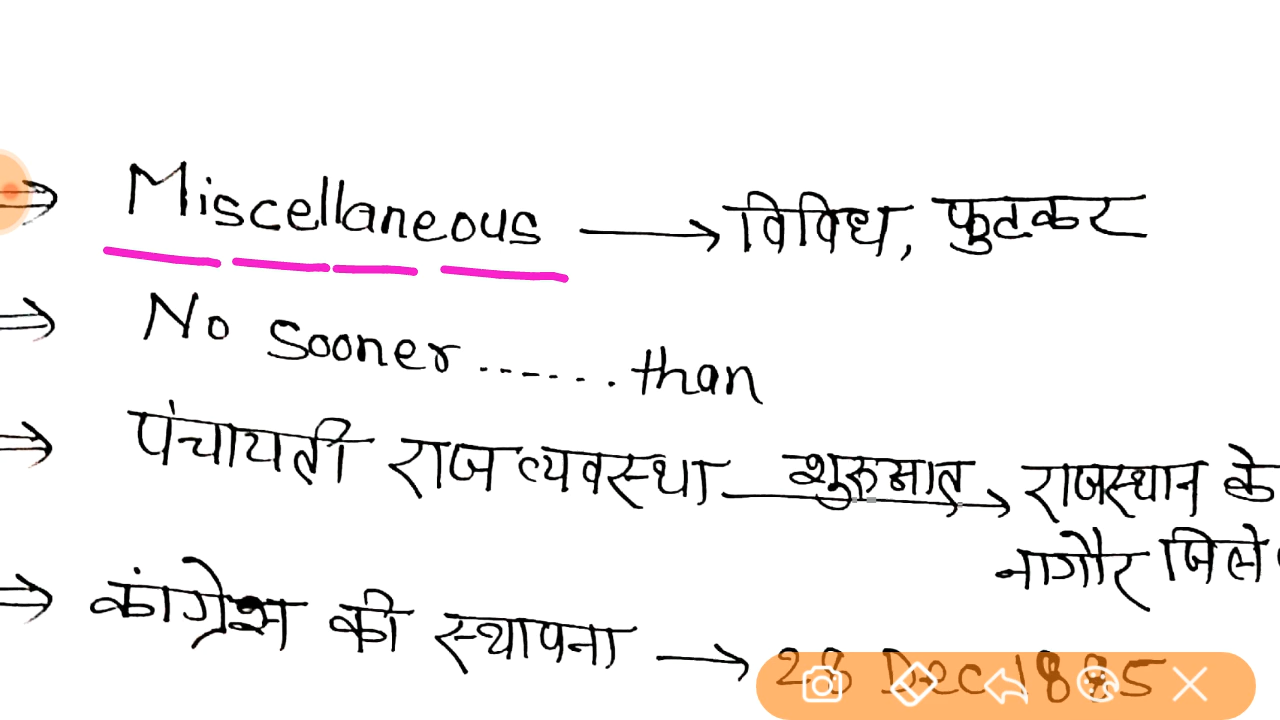 ⇒ Miscellaneous → विविध, फुटकर
⇒ No sooner ...... than
⇒ पंचायती राज व्यवस्था शुरुआत → राजस्थान के
नागौर जिले
⇒ कांग्रेस की स्थापना → 28 Dec 1885